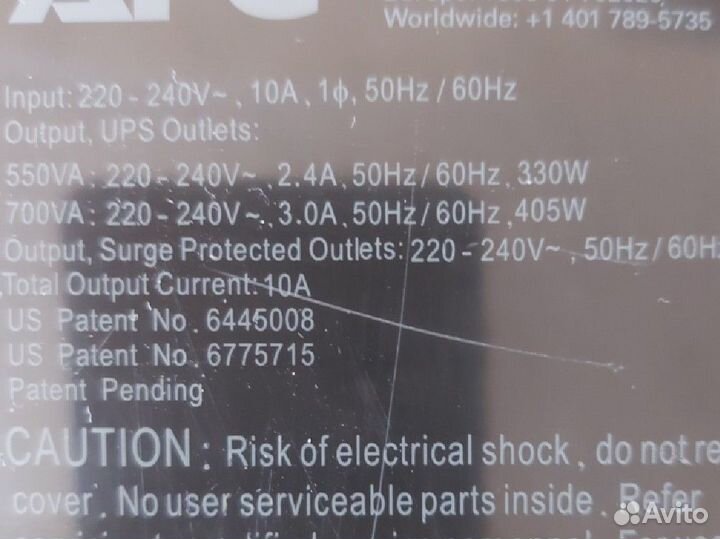 APC
Worldwide: +1 401 789-5735
Input: 220 - 240V~ , 10A, 1ϕ, 50Hz / 60Hz
Output, UPS Outlets:
550VA : 220 - 240V~ , 2.4A, 50Hz / 60Hz, 330W
700VA : 220 - 240V~ , 3.0A, 50Hz / 60Hz, 405W
Output, Surge Protected Outlets: 220 - 240V~ , 50Hz / 60Hz
Total Output Current: 10A
US Patent No. 6445008
US Patent No. 6775715
Patent Pending
CAUTION : Risk of electrical shock , do not re
cover . No user serviceable parts inside . Refer
Avito